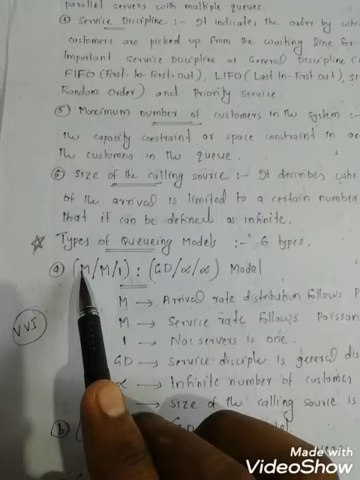 parallel servers with multiple queues.
④ Service Discipline :- It indicates the order by which
customers are picked up from the waiting line for
Important Service Discipline as General Discipline
FIFO (First-In-First-out), LIFO (Last In-First out),
Random Order) and Priority Service.
⑤ Maximum number of customers in the system :-
the capacity constraint or space constraint in
the customers in the queue.
⑥ Size of the calling source :- It describes
of the arrival is limited to a certain number
that it can be defined as infinite.
Types of Queueing Models :- 6 types.
ⓐ (M/M/1) : (GD/∝/∝) Model
VVI
M → Arrival rate distribution follows
M → Service rate follows Poisson
1 → No: servers is one.
GD → Service disciple is general
∝ → Infinite number of customer
→ Size of the calling source is
ⓑ
Made With
VideoShow